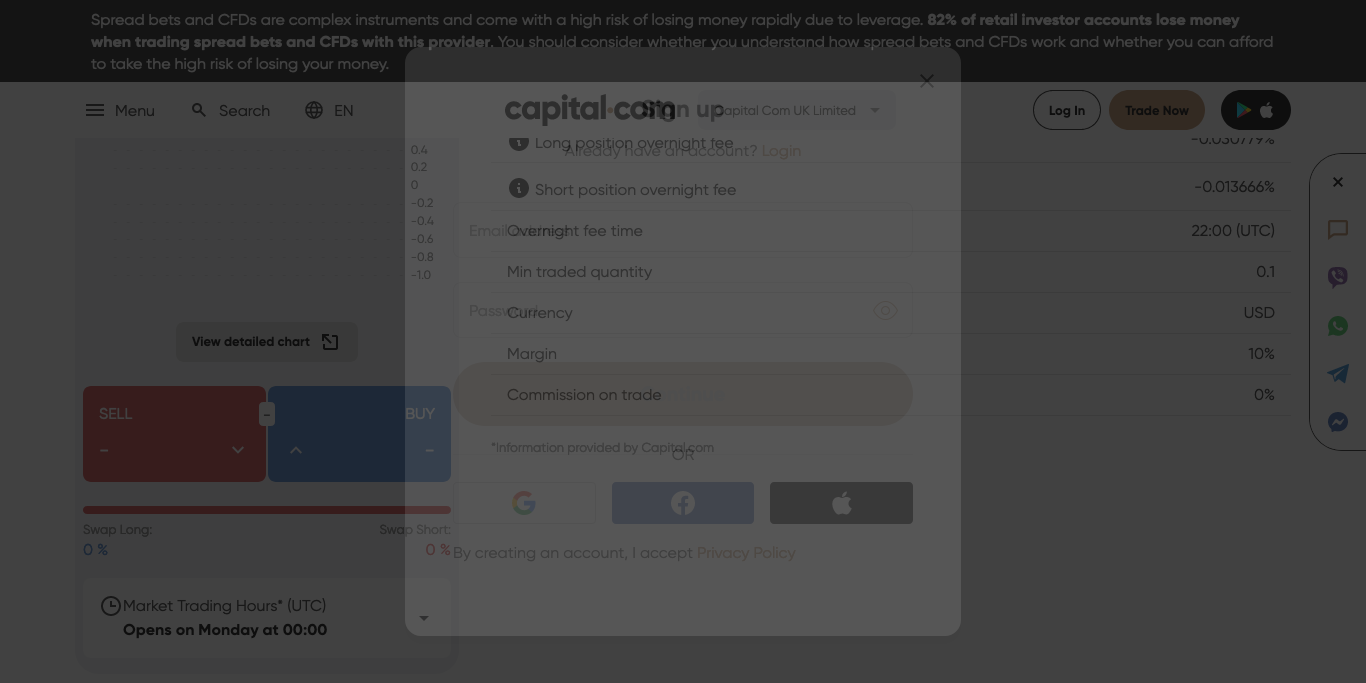 Spread bets and CFDs are complex instruments and come with a high risk of losing money rapidly due to leverage. 82% of retail investor accounts lose money
when trading spread bets and CFDs with this provider. You should consider whether you understand how spread bets and CFDs work and whether you can afford
to take the high risk of losing your money.
Menu
Search
EN
capital.com
Sign up
Capital Com UK Limited
Log In
Trade Now
Already have an account? Login
0.4
0.2
0
-0.2
-0.4
-0.6
-0.8
-1.0
Long position overnight fee -0.030779%
Short position overnight fee -0.013666%
Email
Overnight fee time 22:00 (UTC)
Min traded quantity 0.1
Password
Currency USD
Margin 10%
Commission on trade 0%
*Information provided by Capital.com
OR
View detailed chart
SELL
-
BUY
-
-
Swap Long: Swap Short:
0 % 0 %
By creating an account, I accept Privacy Policy
Market Trading Hours* (UTC)
Opens on Monday at 00:00